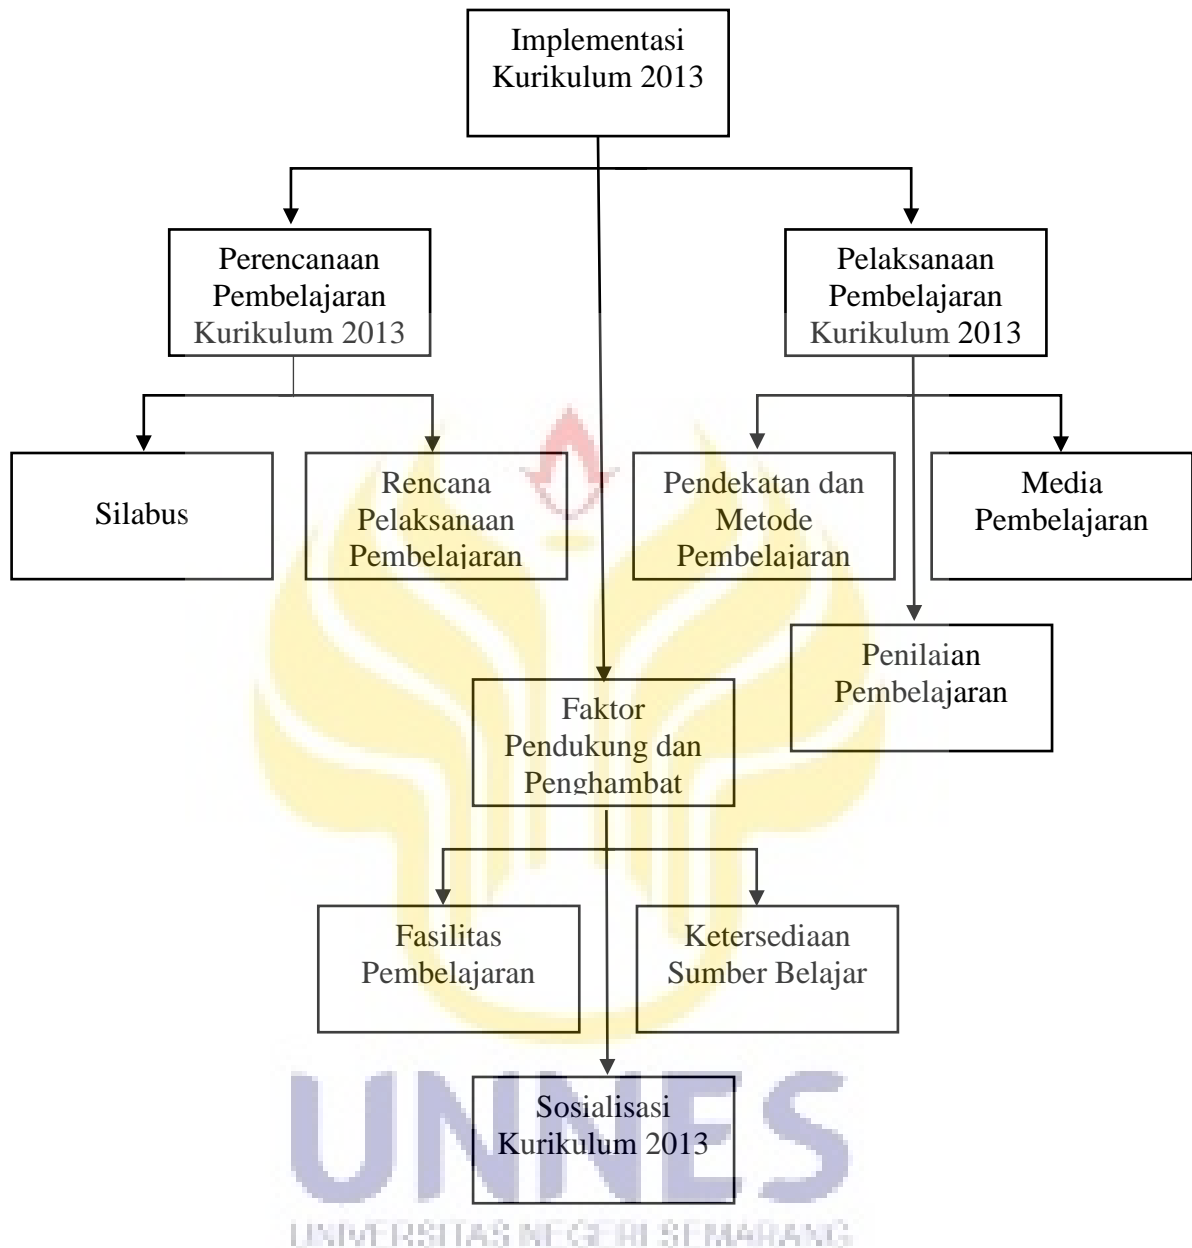 Implementasi
Kurikulum 2013
Perencanaan
Pembelajaran
Kurikulum 2013
Pelaksanaan
Pembelajaran
Kurikulum 2013
Silabus
Rencana
Pelaksanaan
Pembelajaran
Pendekatan dan
Metode
Pembelajaran
Media
Pembelajaran
Penilaian
Pembelajaran
Faktor
Pendukung dan
Penghambat
Fasilitas
Pembelajaran
Ketersediaan
Sumber Belajar
Sosialisasi
Kurikulum 2013
UNNES
UNIVERSITAS NEGERI SEMARANG